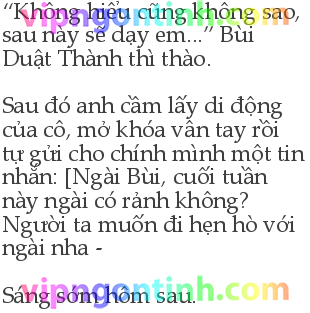 “Không hiểu cũng không sao,
sau này sẽ dạy em...” Bùi
Duật Thành thì thào.
Sau đó anh cầm lấy di động
của cô, mở khóa vân tay rồi
tự gửi cho chính mình một tin
nhắn: [Ngài Bùi, cuối tuần
này ngài có rảnh không?
Người ta muốn đi hẹn hò với
ngài nha -
Sáng sớm hôm sau.
vipngontinh.com
vipngontinh.com